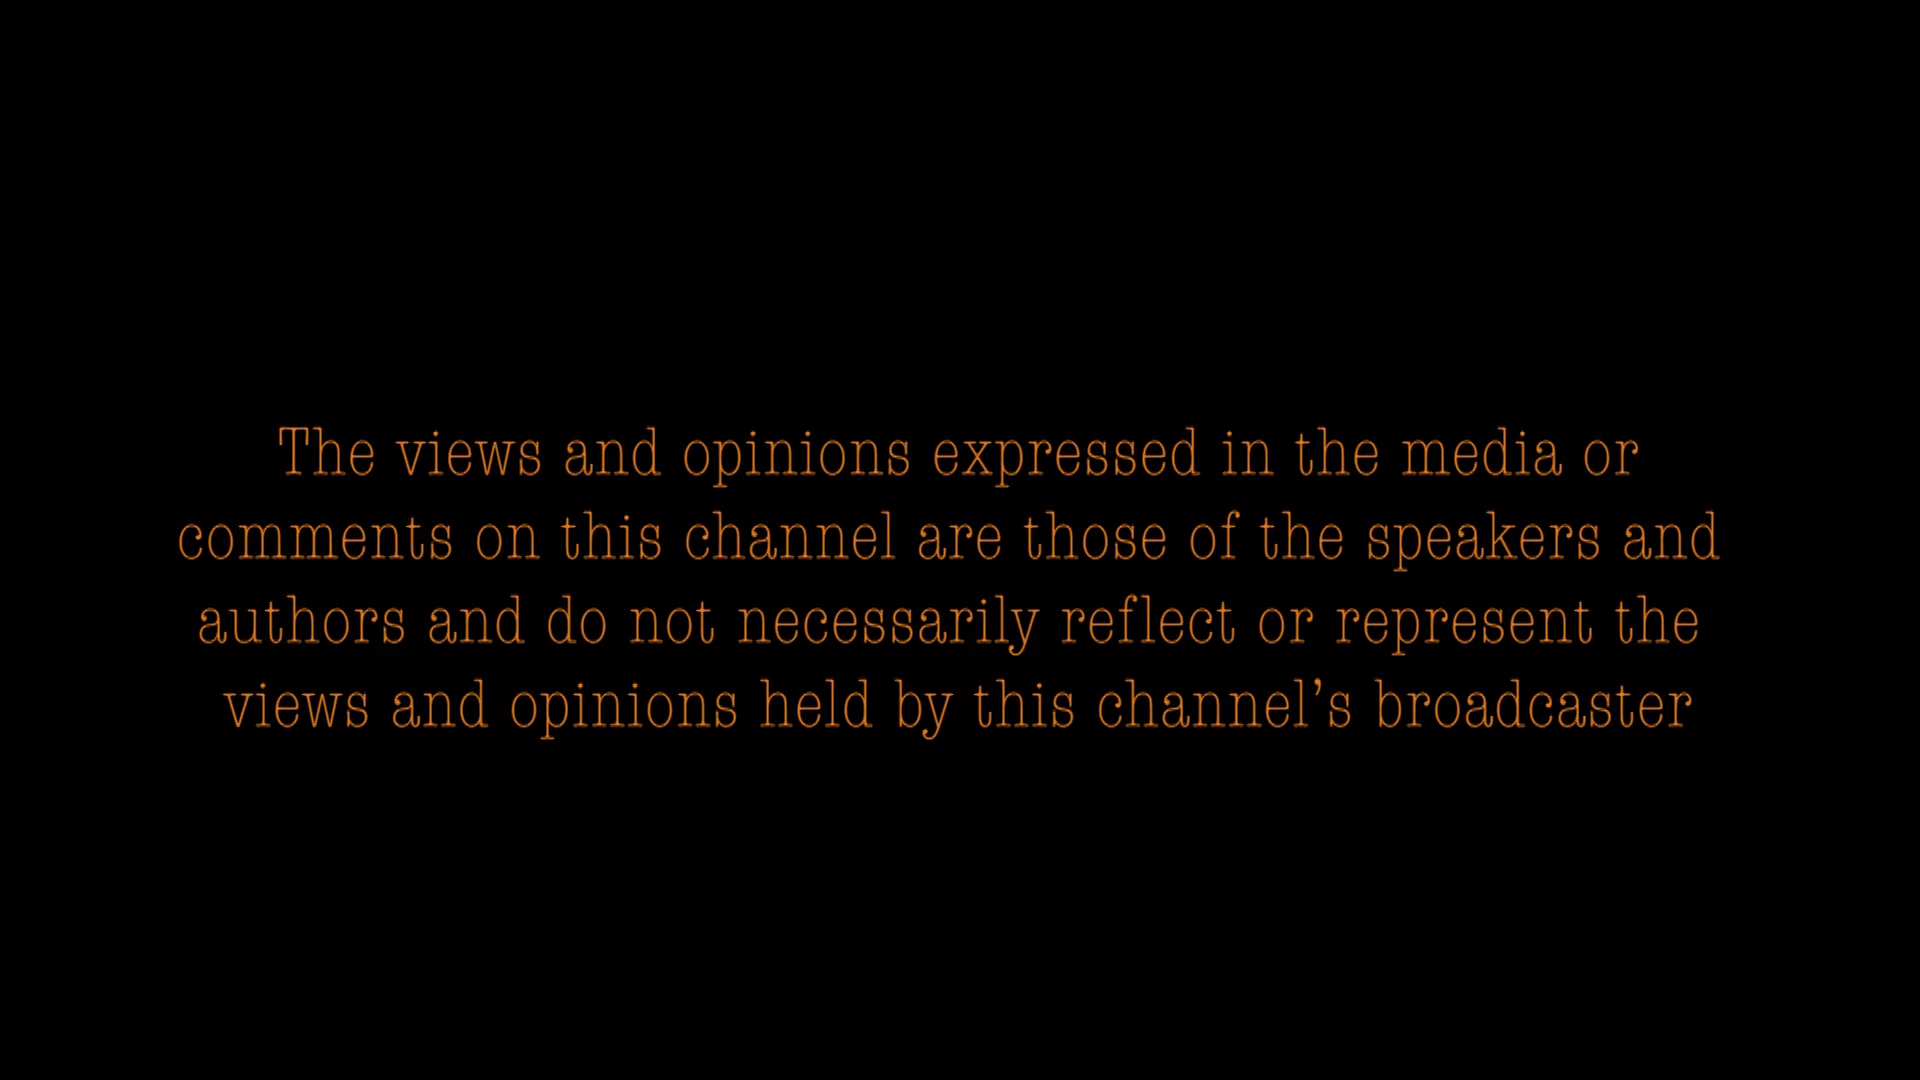 The views and opinions expressed in the media or
comments on this channel are those of the speakers and
authors and do not necessarily reflect or represent the
views and opinions held by this channel’s broadcaster